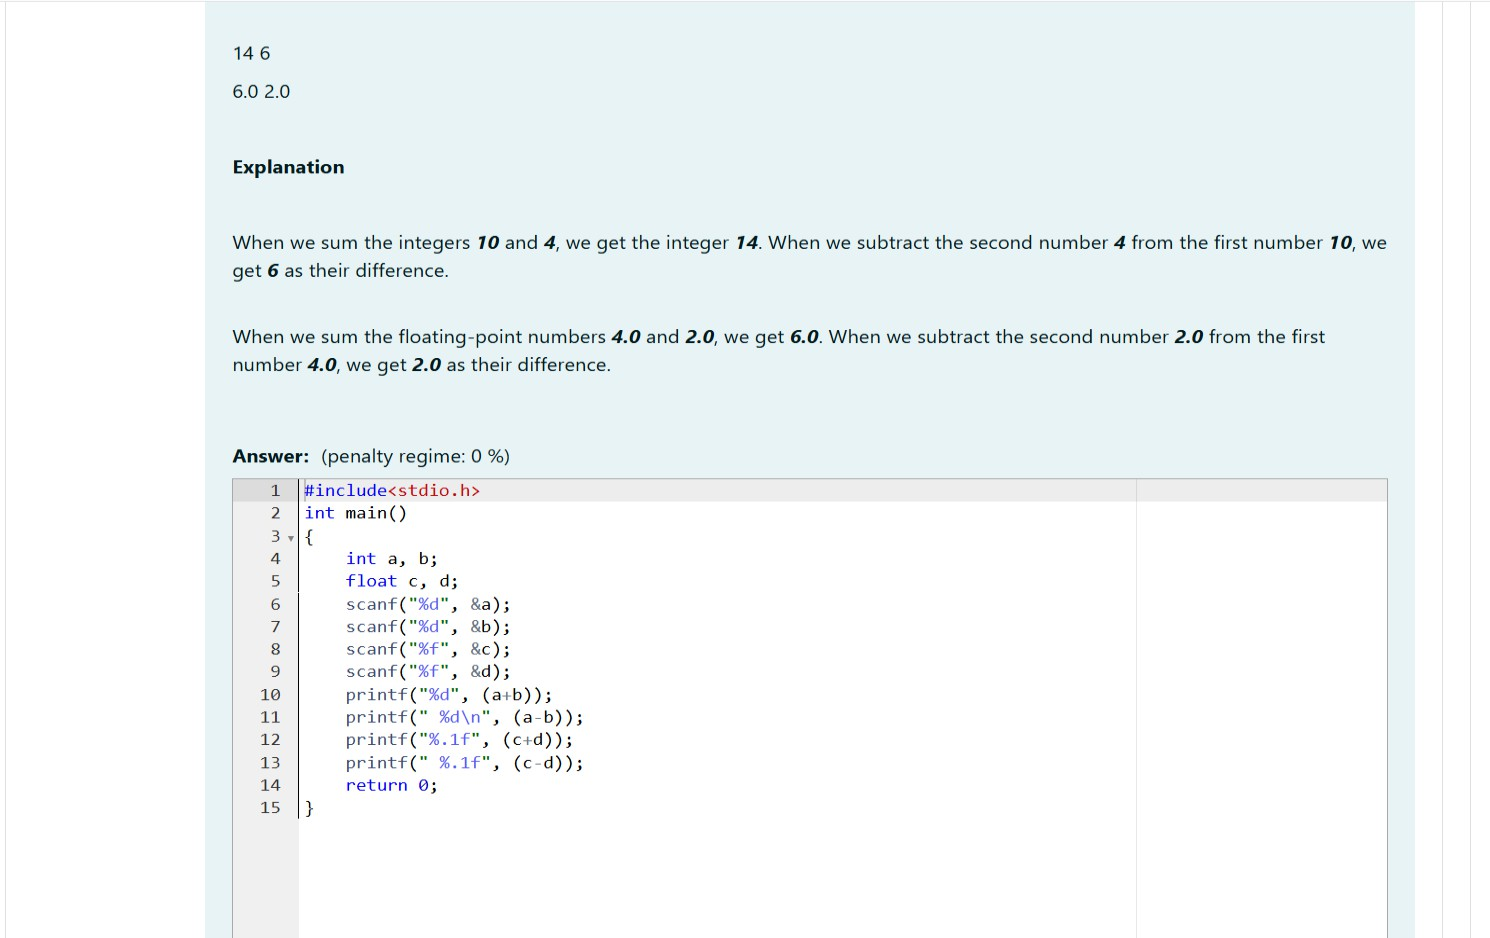 14 6
6.0 2.0
Explanation
When we sum the integers 10 and 4, we get the integer 14. When we subtract the second number 4 from the first number 10, we
get 6 as their difference.
When we sum the floating-point numbers 4.0 and 2.0, we get 6.0. When we subtract the second number 2.0 from the first
number 4.0, we get 2.0 as their difference.
Answer: (penalty regime: 0 %)
1 #include<stdio.h>
2 int main()
3 {
4     int a, b;
5     float c, d;
6     scanf("%d", &a);
7     scanf("%d", &b);
8     scanf("%f", &c);
9     scanf("%f", &d);
10     printf("%d", (a+b));
11     printf(" %d\n", (a-b));
12     printf("%.1f", (c+d));
13     printf(" %.1f", (c-d));
14     return 0;
15 }